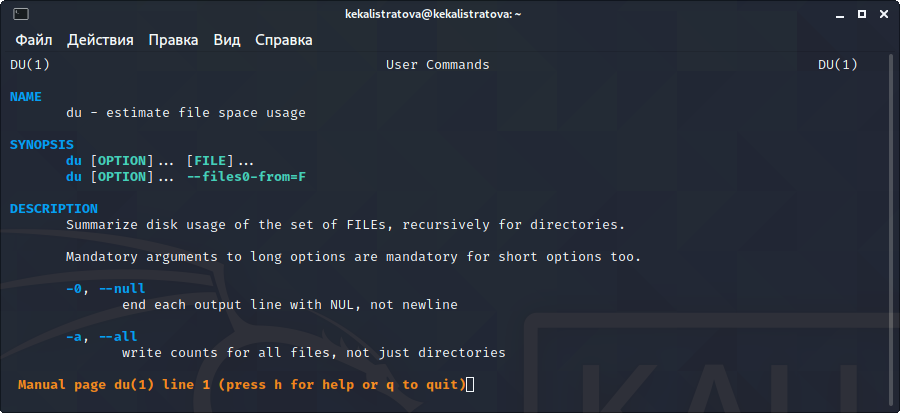 kekalistratova@kekalistratova: ~
Файл Действия Правка Вид Справка
DU(1) User Commands DU(1)
NAME
du - estimate file space usage
SYNOPSIS
du [OPTION]... [FILE]...
du [OPTION]... --files0-from=F
DESCRIPTION
Summarize disk usage of the set of FILEs, recursively for directories.
Mandatory arguments to long options are mandatory for short options too.
-0, --null
end each output line with NUL, not newline
-a, --all
write counts for all files, not just directories
Manual page du(1) line 1 (press h for help or q to quit)
KALI